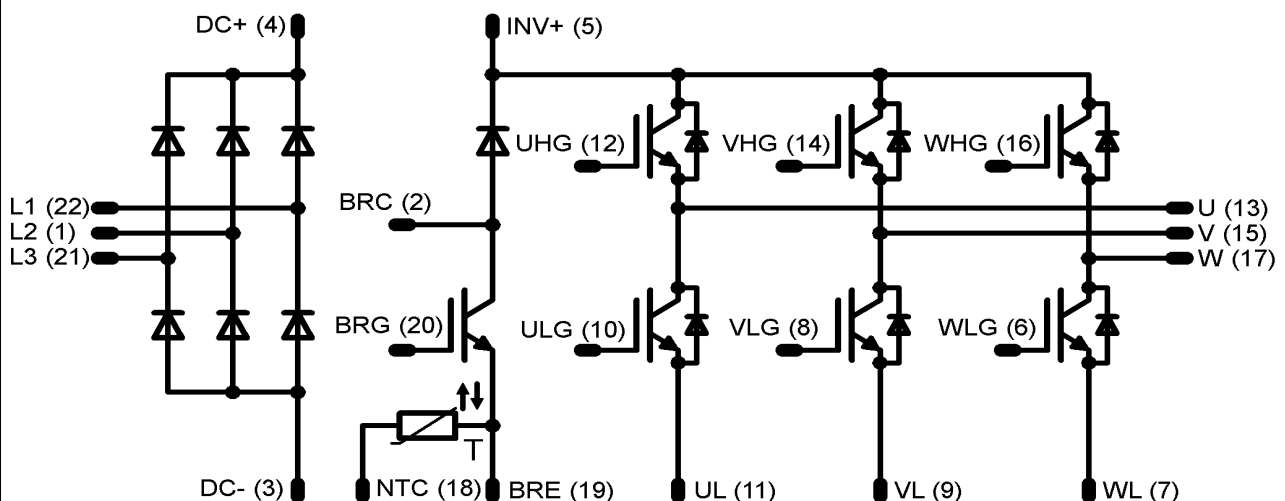 DC+ (4)
INV+ (5)
UHG (12)
VHG (14)
WHG (16)
L1 (22)
L2 (1)
L3 (21)
BRC (2)
U (13)
V (15)
W (17)
BRG (20)
ULG (10)
VLG (8)
WLG (6)
T
DC- (3)
NTC (18)
BRE (19)
UL (11)
VL (9)
WL (7)